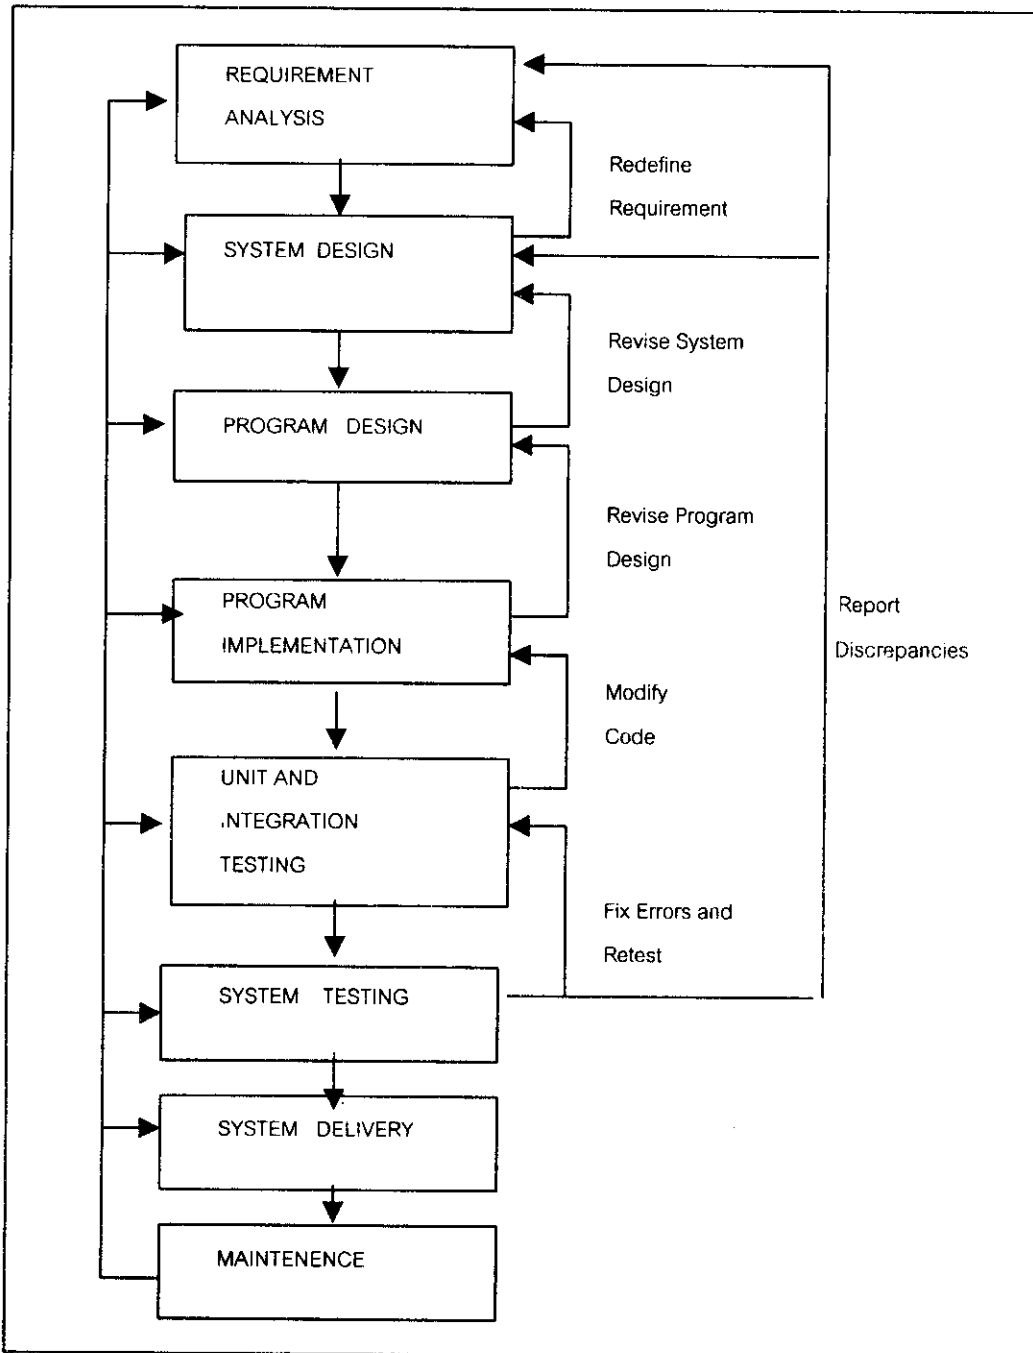 REQUIREMENT
ANALYSIS
Redefine
Requirement
SYSTEM DESIGN
Revise System
Design
PROGRAM DESIGN
Revise Program
Design
PROGRAM
IMPLEMENTATION
Report
Discrepancies
Modify
Code
UNIT AND
INTEGRATION
TESTING
Fix Errors and
Retest
SYSTEM TESTING
SYSTEM DELIVERY
MAINTENENCE